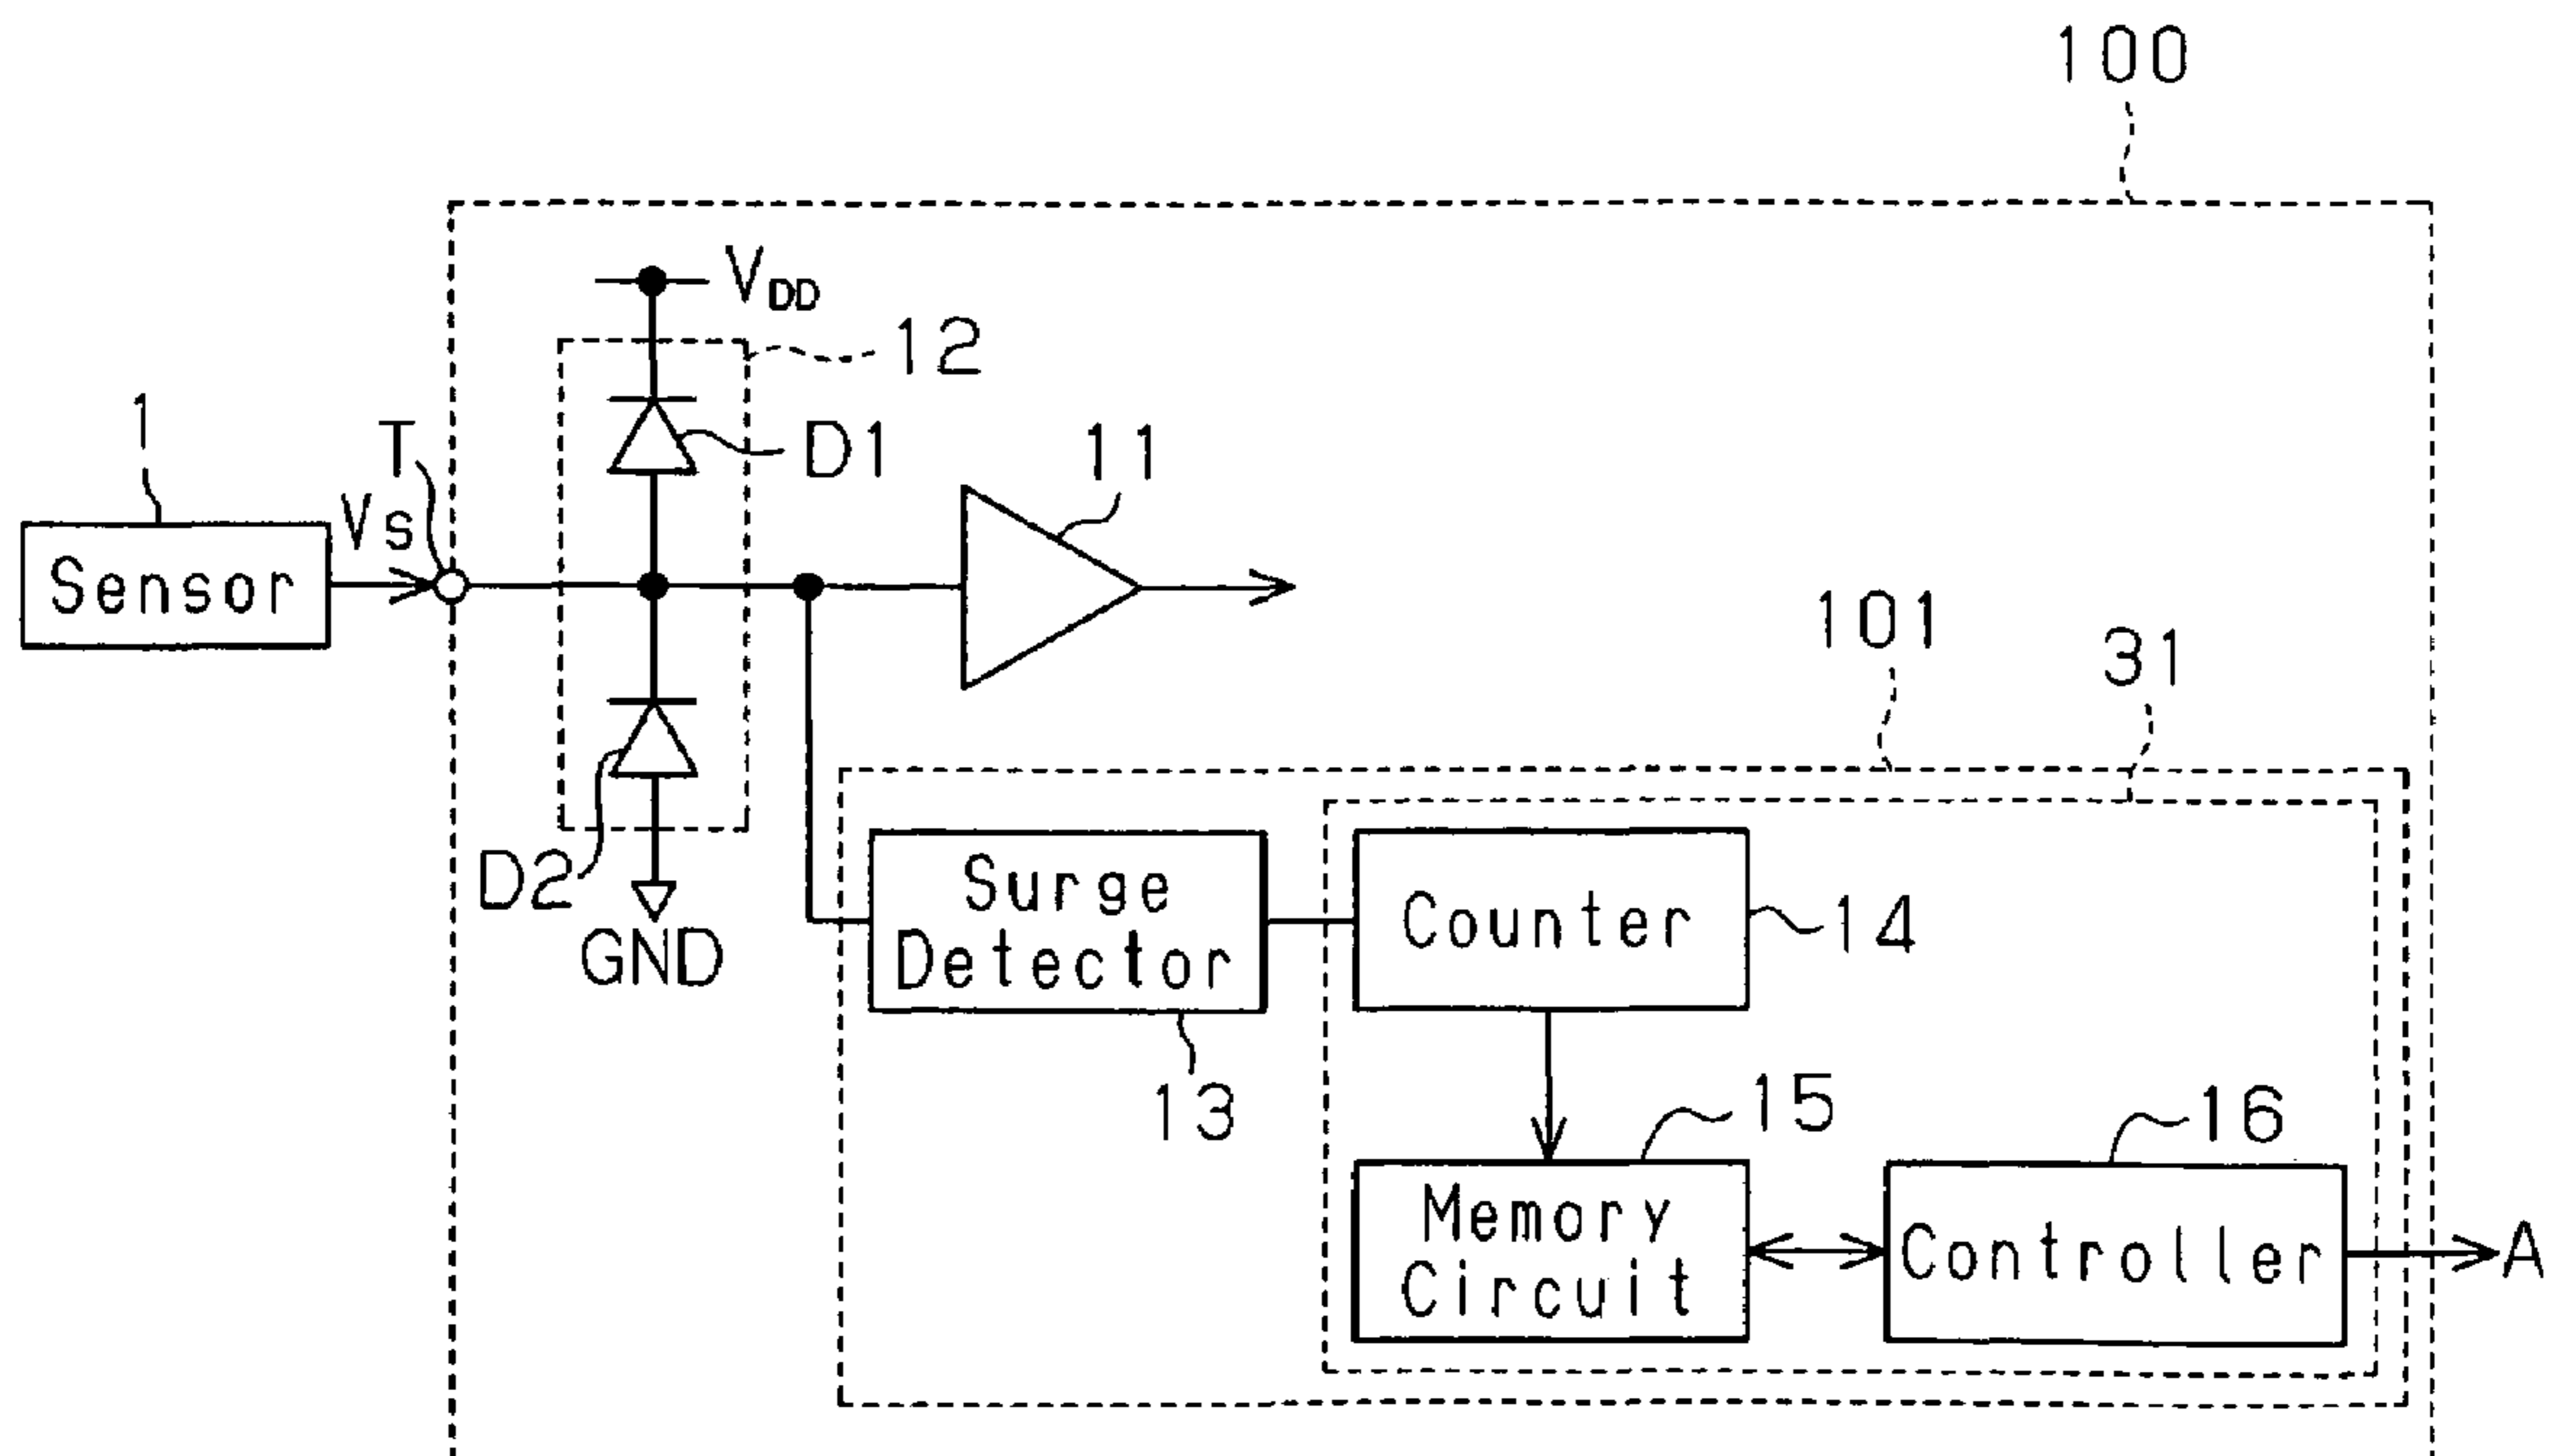 100
V_DD
12
1
T
D1
11
Vs
Sensor
101
31
D2
GND
Surge
Detector
Counter
14
13
15
16
Memory
Circuit
Controller
A